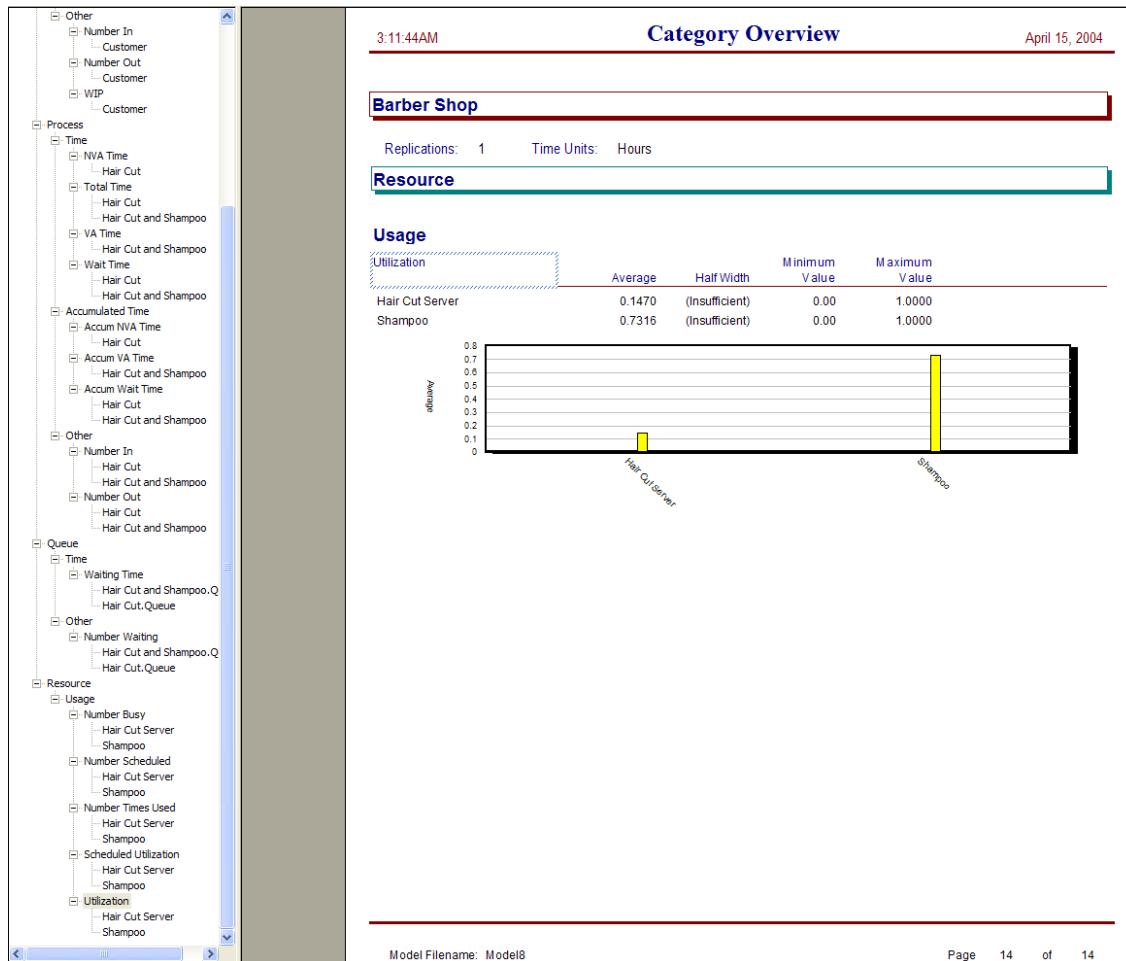 Other
Number In
Customer
Number Out
Customer
WIP
Customer
Process
Time
NVA Time
Hair Cut
Total Time
Hair Cut
Hair Cut and Shampoo
VA Time
Hair Cut and Shampoo
Wait Time
Hair Cut
Hair Cut and Shampoo
Accumulated Time
Accum NVA Time
Hair Cut
Accum VA Time
Hair Cut and Shampoo
Accum Wait Time
Hair Cut
Hair Cut and Shampoo
Other
Number In
Hair Cut
Hair Cut and Shampoo
Number Out
Hair Cut
Hair Cut and Shampoo
Queue
Time
Waiting Time
Hair Cut and Shampoo.Q
Hair Cut.Queue
Other
Number Waiting
Hair Cut and Shampoo.Q
Hair Cut.Queue
Resource
Usage
Number Busy
Hair Cut Server
Shampoo
Number Scheduled
Hair Cut Server
Shampoo
Number Times Used
Hair Cut Server
Shampoo
Scheduled Utilization
Hair Cut Server
Shampoo
Utilization
Hair Cut Server
Shampoo
3:11:44AM Category Overview April 15, 2004
Barber Shop
Replications: 1 Time Units: Hours
Resource
Usage
Utilization Average Half Width Minimum Value Maximum Value
Hair Cut Server 0.1470 (Insufficient) 0.00 1.0000
Shampoo 0.7316 (Insufficient) 0.00 1.0000
0.8
0.7
0.6
0.5
0.4
0.3
0.2
0.1
0
Average
Hair Cut Server
Shampoo
Model Filename: Model8 Page 14 of 14